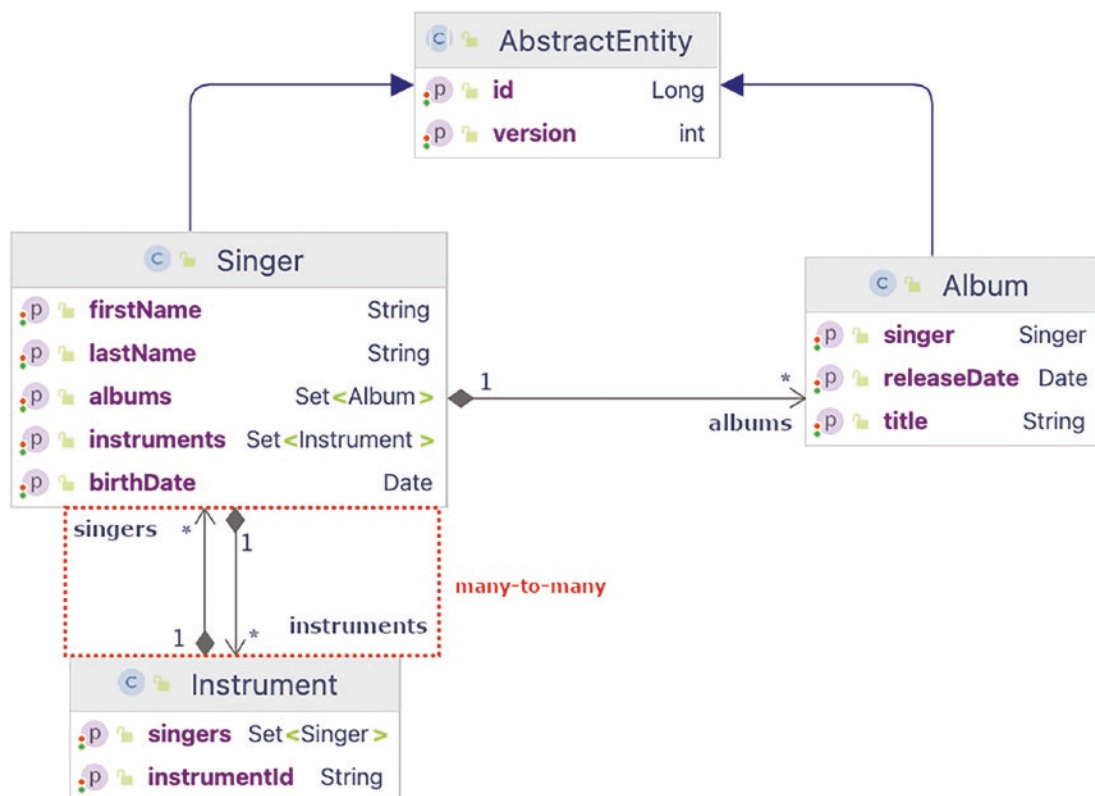 C AbstractEntity
p id Long
p version int
C Singer
p firstName String
p lastName String
p albums Set<Album>
p instruments Set<Instrument>
p birthDate Date
C Album
p singer Singer
p releaseDate Date
p title String
1 *
albums
singers * 1
many-to-many
1 * instruments
C Instrument
p singers Set<Singer>
p instrumentId String